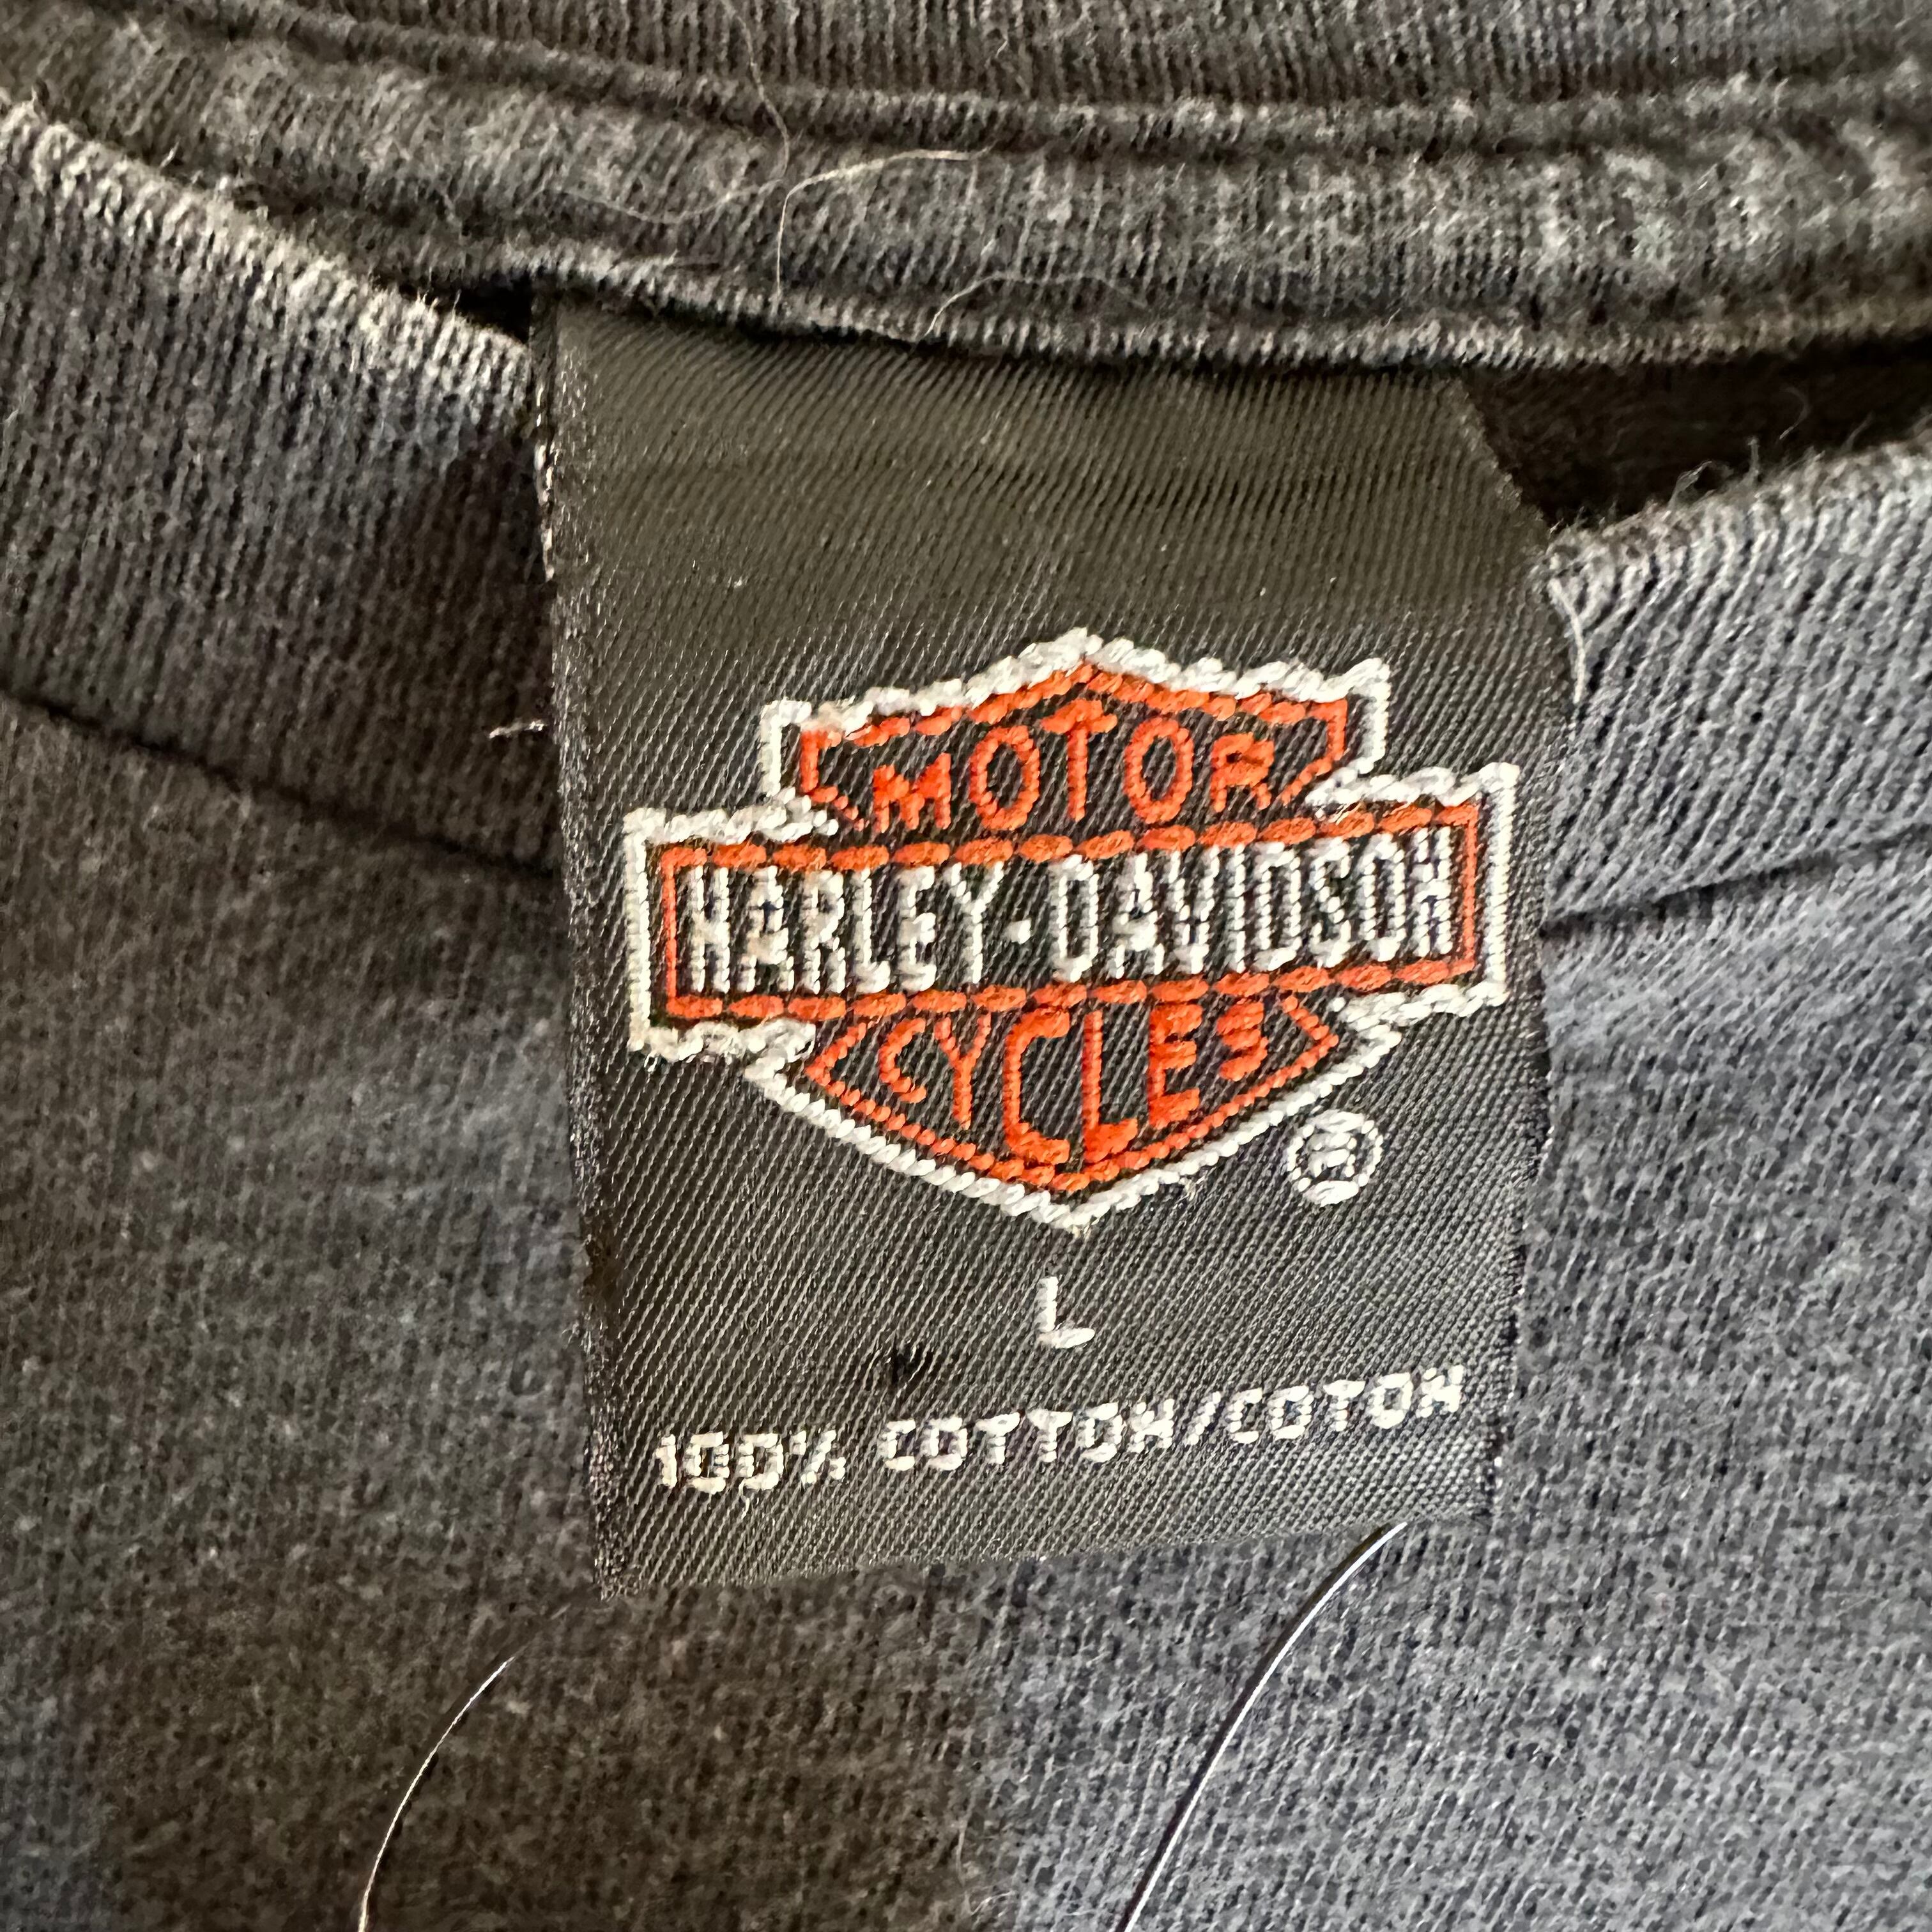 MOTOR
HARLEY-DAVIDSON
CYCLES
®
L
100% COTTON/COTON